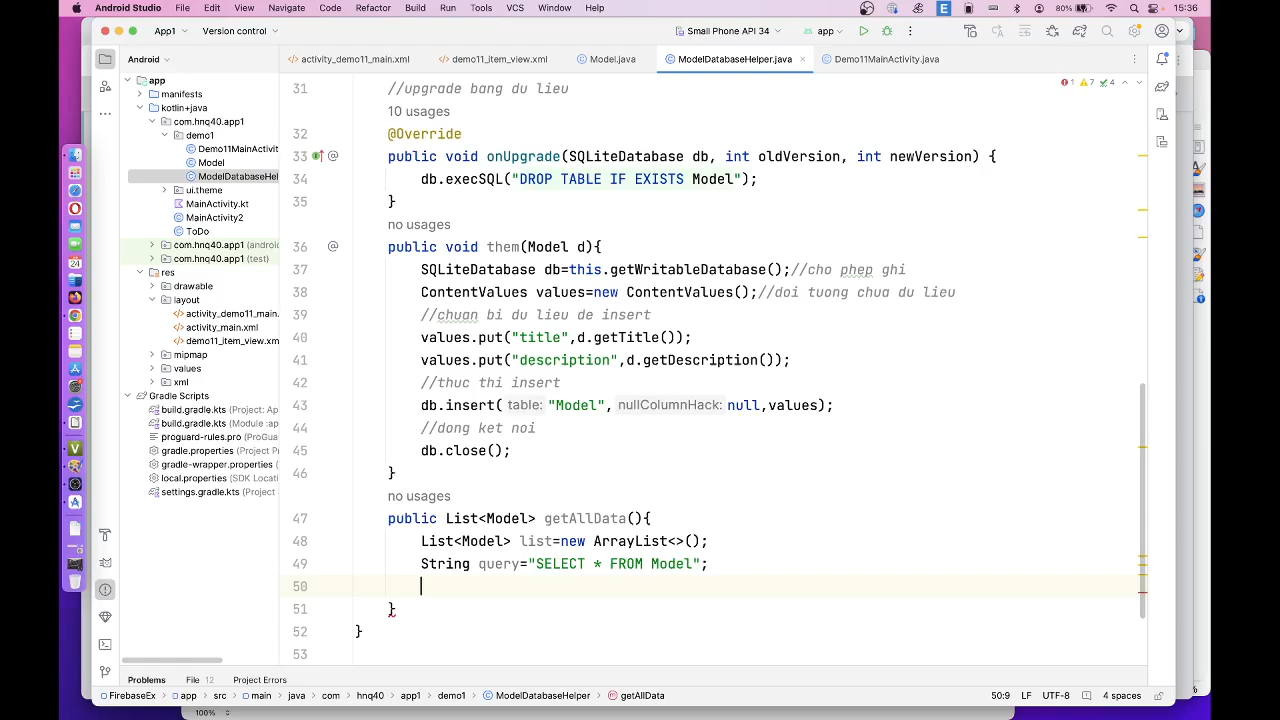 Android Studio File Edit View Navigate Code Refactor Build Run Tools VCS Window Help E 80% 15:36
App1 Version control Small Phone API 34 app
Android activity_demo11_main.xml demo11_item_view.xml Model.java ModelDatabaseHelper.java Demo11MainActivity.java
app
manifests
kotlin+java
com.hnq40.app1
demo1
Demo11MainActivit
Model
ModelDatabaseHel
ui.theme
MainActivity.kt
MainActivity2
ToDo
com.hnq40.app1 (androi
com.hnq40.app1 (test)
res
drawable
layout
activity_demo11_main.
activity_main.xml
demo11_item_view.xm
mipmap
values
xml
Gradle Scripts
build.gradle.kts (Project: Ap
build.gradle.kts (Module :ap
proguard-rules.pro (ProGu
gradle.properties (Project P
gradle-wrapper.properties
local.properties (SDK Locati
settings.gradle.kts (Project
1 7 4
31 //upgrade bang du lieu
10 usages
32 @Override
33 public void onUpgrade(SQLiteDatabase db, int oldVersion, int newVersion) {
34 db.execSQL("DROP TABLE IF EXISTS Model");
35 }
no usages
36 public void them(Model d){
37 SQLiteDatabase db=this.getWritableDatabase();//cho phep ghi
38 ContentValues values=new ContentValues();//doi tuong chua du lieu
39 //chuan bi du lieu de insert
40 values.put("title",d.getTitle());
41 values.put("description",d.getDescription());
42 //thuc thi insert
43 db.insert( table: "Model", nullColumnHack: null,values);
44 //dong ket noi
45 db.close();
46 }
no usages
47 public List<Model> getAllData(){
48 List<Model> list=new ArrayList<>();
49 String query="SELECT * FROM Model";
50
51 }
52 }
53
Problems File 12 Project Errors
FirebaseEx app src main java com hnq40 app1 demo1 ModelDatabaseHelper getAllData 50:9 LF UTF-8 4 spaces
100%